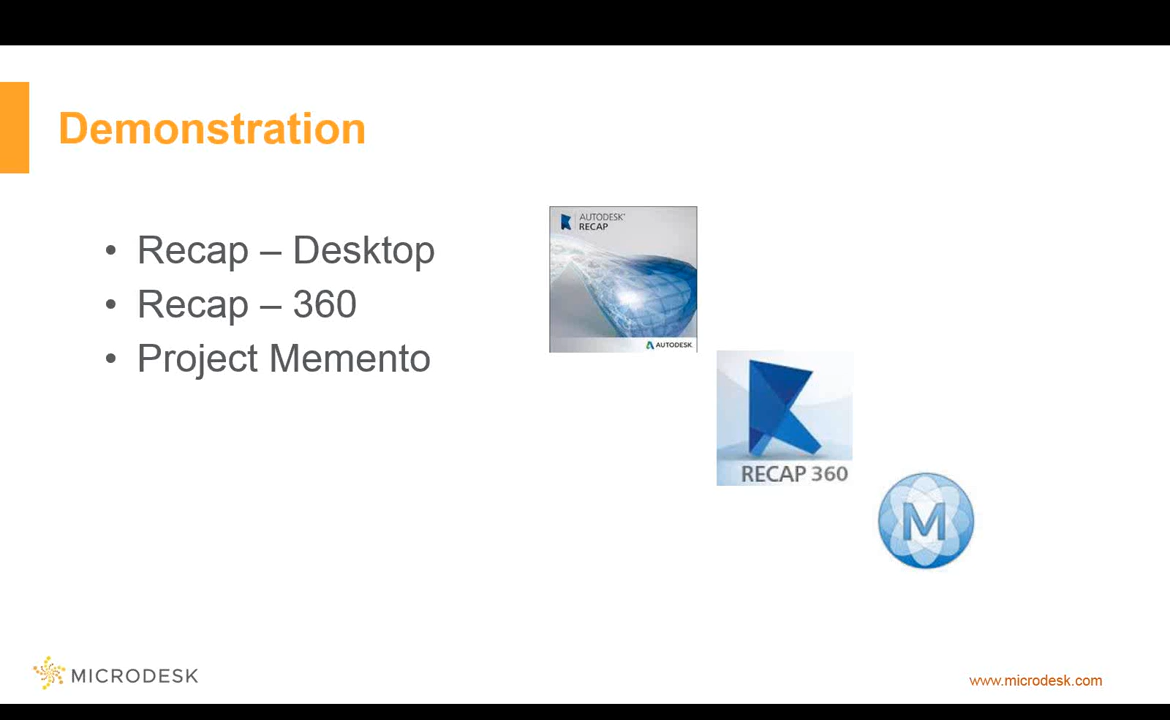 Demonstration
• Recap – Desktop
• Recap – 360
• Project Memento
AUTODESK®
RECAP
AUTODESK.
RECAP 360
M
MICRODESK
www.microdesk.com